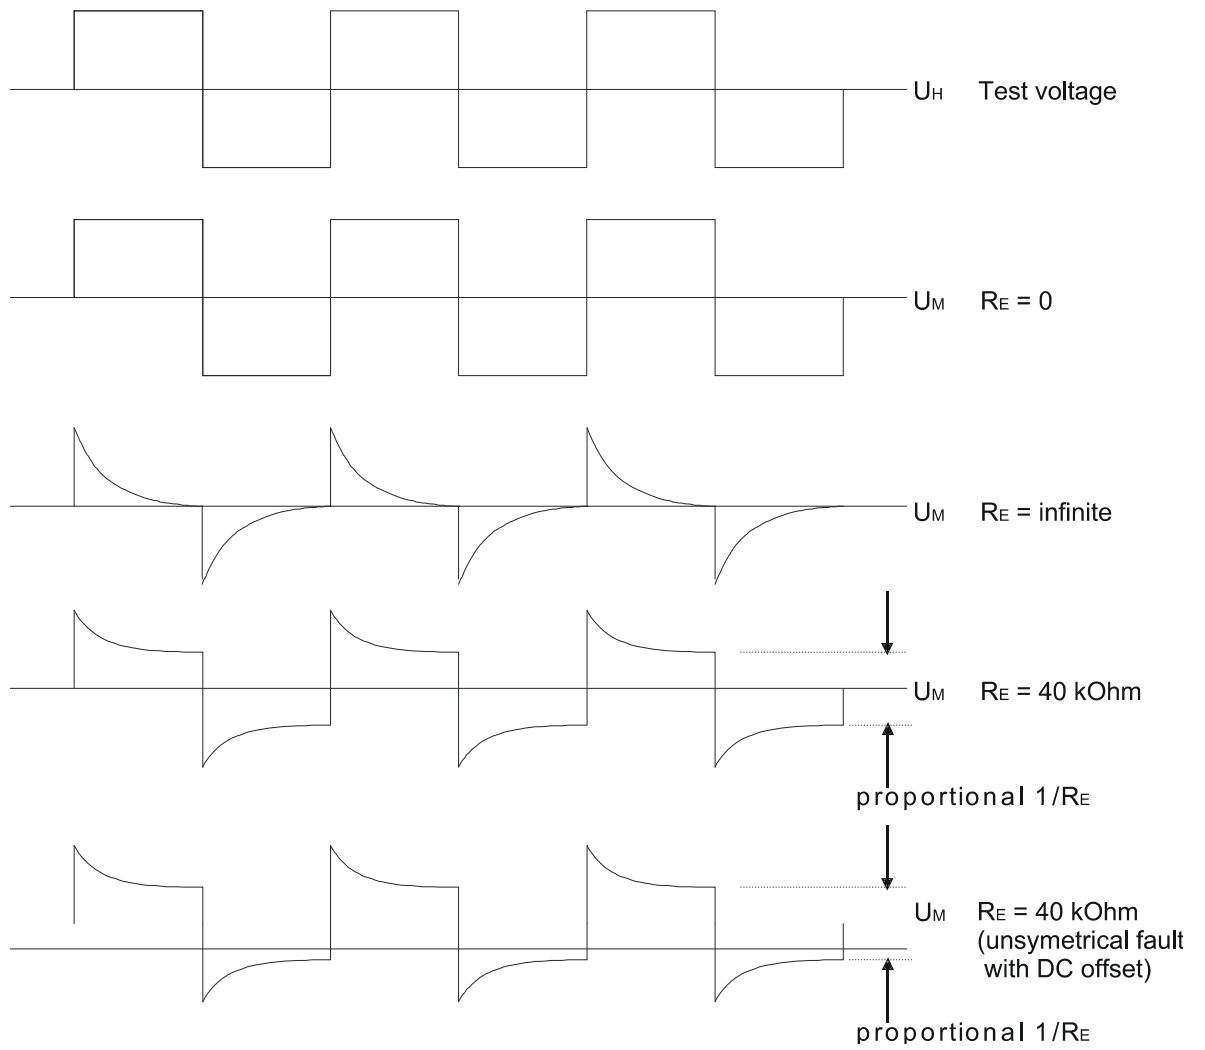 UH Test voltage
UM RE = 0
UM RE = infinite
UM RE = 40 kOhm
proportional 1/RE
UM RE = 40 kOhm
(unsymetrical fault
with DC offset)
proportional 1/RE